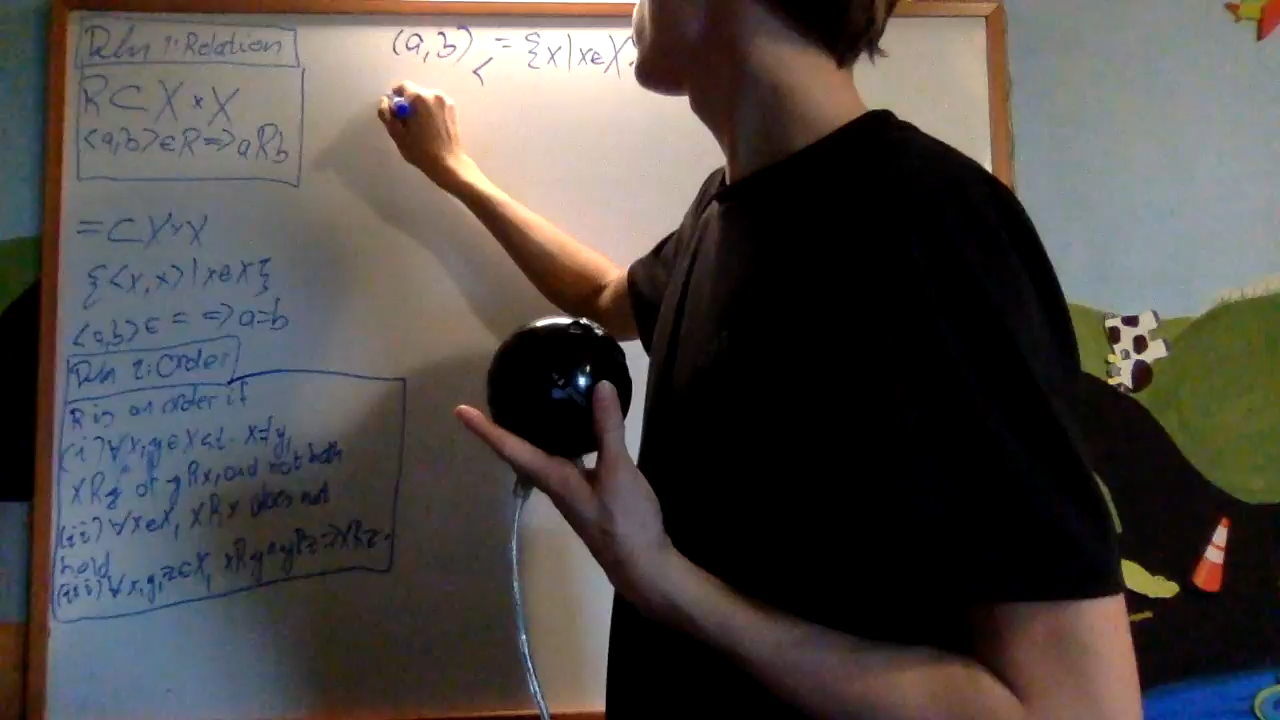 Defn 1: Relation
R ⊂ X × X
<a,b> ∈ R => aRb
= ⊂ X × X
{<x,x> | x ∈ X}
<a,b> ∈ = => a=b
Defn 2: Order
R is an order if
(i) ∀x,y ∈ X s.t. x≠y,
xRy or yRx, and not both
(ii) ∀x∈X, xRx does not
hold
(iii) ∀x,y,z∈X, xRy ∧ yRz => xRz.
(a,b)< = {x | x ∈ X